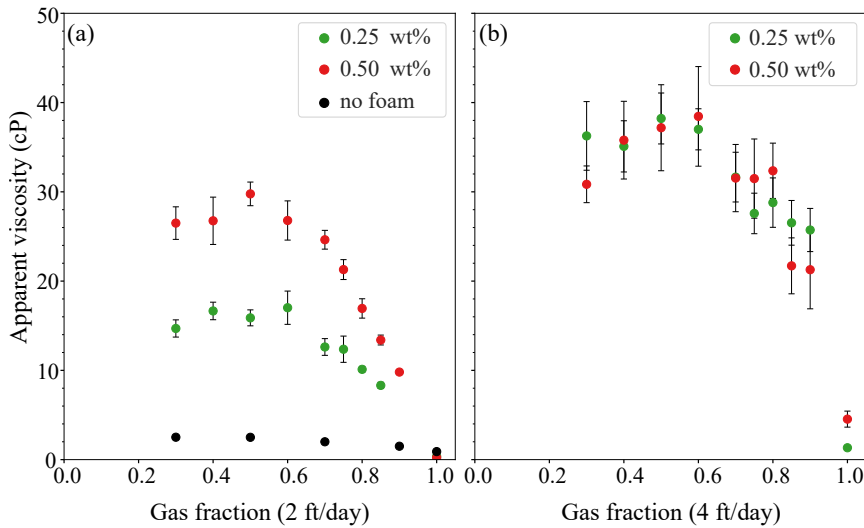 50
40
30
20
10
0
Apparent viscosity (cP)
(a)
0.25 wt%
0.50 wt%
no foam
0.0
0.2
0.4
0.6
0.8
1.0
Gas fraction (2 ft/day)
(b)
0.25 wt%
0.50 wt%
0.0
0.2
0.4
0.6
0.8
1.0
Gas fraction (4 ft/day)